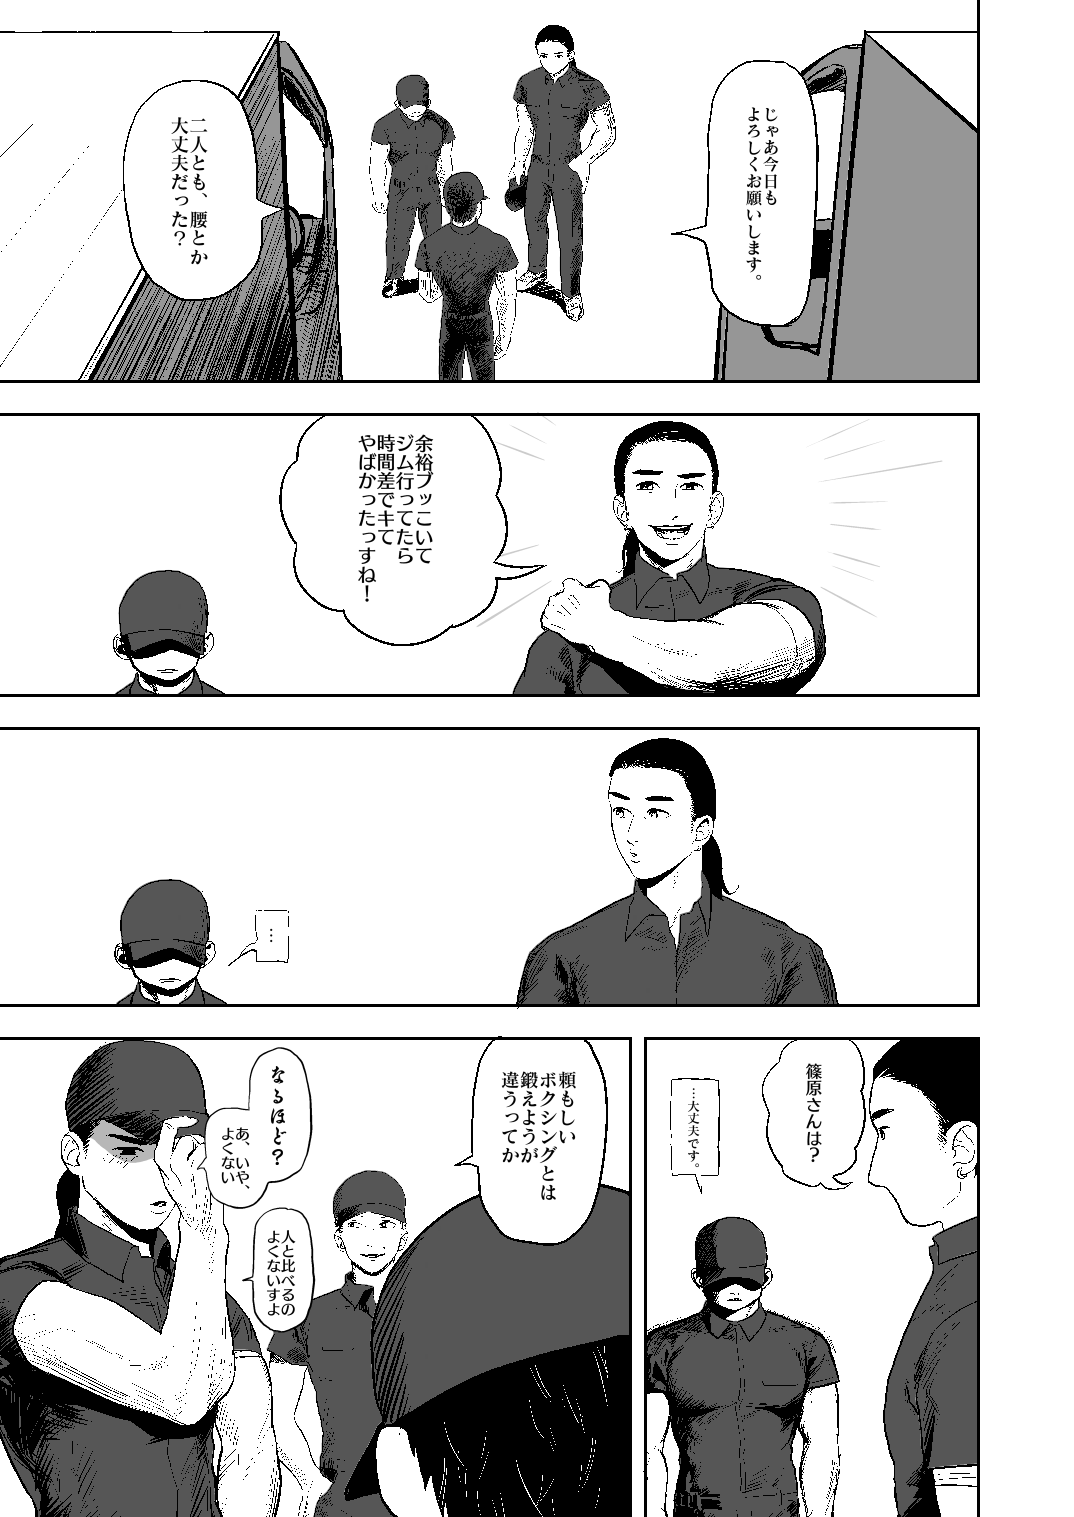 じゃあ今日も
よろしくお願いします。
二人とも、腰とか
大丈夫だった？
余裕ブッこいて
ジム行ってたら
時間差でキて
やばかったっすね！
…
篠原さんは？
…大丈夫です。
頼もしい
ボクシングとは
鍛えようが
違うってか
なるほど？
あ、いや、
よくない
人と比べるの
よくないすよ